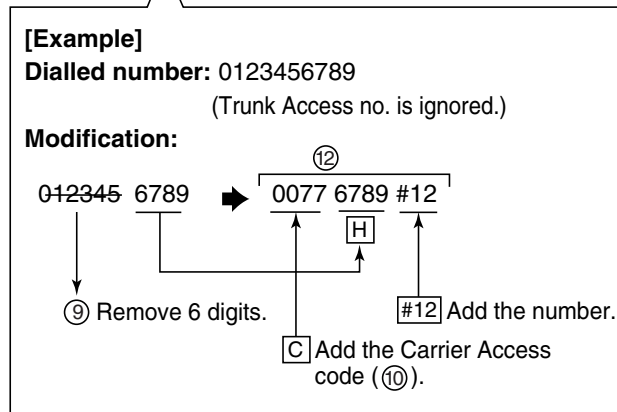 [Example]
Dialled number: 0123456789
(Trunk Access no. is ignored.)
Modification:
⑫
012345 6789 ➡ 0077 6789 #12
H
⑨ Remove 6 digits.
#12 Add the number.
C Add the Carrier Access
code (⑩).